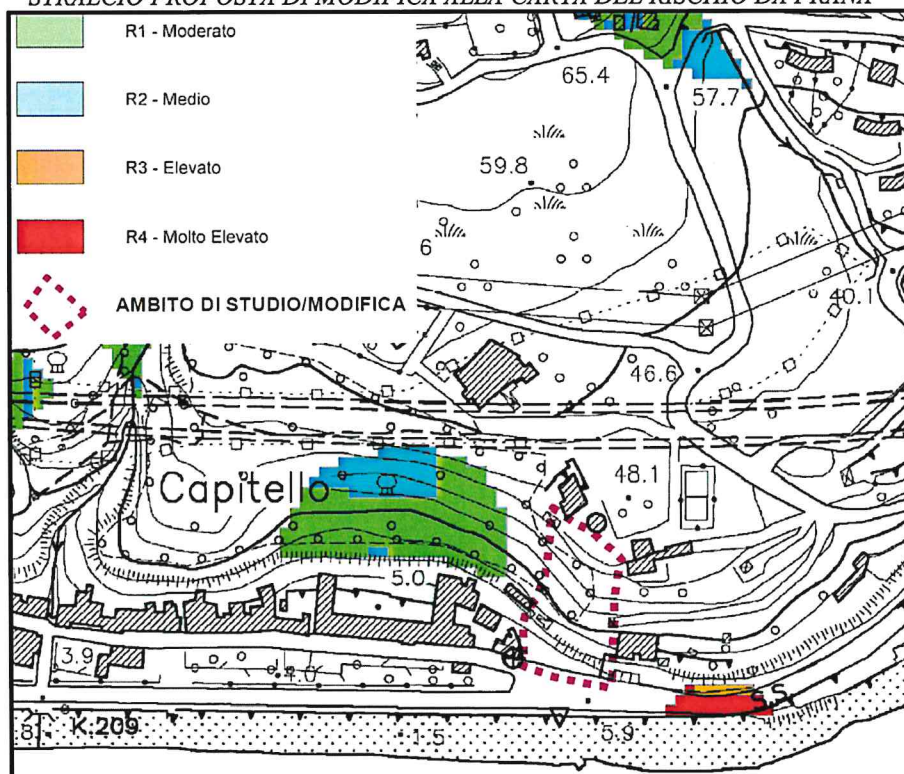 STRALCIO PROPOSTA DI MODIFICA ALLA CARTA DEL RISCHIO DA FRANA
R1 - Moderato
R2 - Medio
R3 - Elevato
R4 - Molto Elevato
AMBITO DI STUDIO/MODIFICA
65.4
57.7
59.8
6
40.1
46.6
48.1
Capitello
5.0
3.9
4.0
S.S.
K.209
1.5
5.9